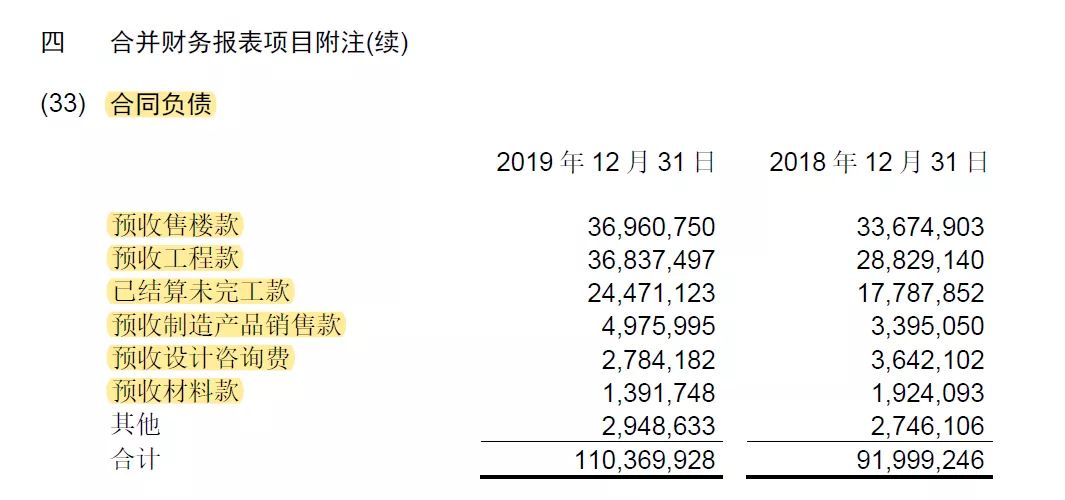 四 合并财务报表项目附注(续)
(33) 合同负债
2019 年 12 月 31 日 2018 年 12 月 31 日
预收售楼款 36,960,750 33,674,903
预收工程款 36,837,497 28,829,140
已结算未完工款 24,471,123 17,787,852
预收制造产品销售款 4,975,995 3,395,050
预收设计咨询费 2,784,182 3,642,102
预收材料款 1,391,748 1,924,093
其他 2,948,633 2,746,106
合计 110,369,928 91,999,246